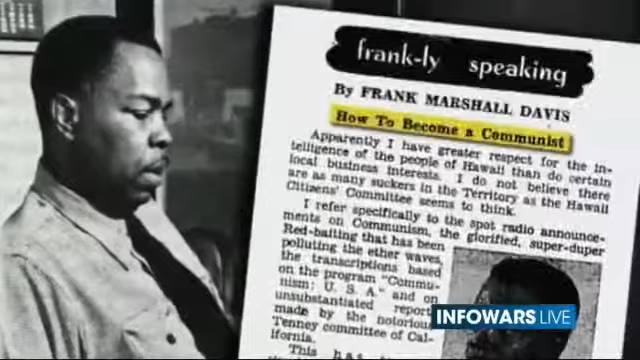 frank-ly speaking
By FRANK MARSHALL DAVIS
How To Become a Communist
Apparently I have greater respect for the in-
telligence of the people of Hawaii than do certain
local business interests. I do not believe there
are as many suckers in the Territory as the Hawaii
Citizens' Committee seems to think.
I refer specifically to the spot radio announce-
ments on Communism, the glorified, super-duper
Red-baiting that has been
polluting the ether waves,
the transcriptions based
on the program "Commu-
nism: U. S. A." and on
unsubstantiated report
made by the notorious
Tenney committee of Cal-
ifornia.
This has
INFOWARS LIVE